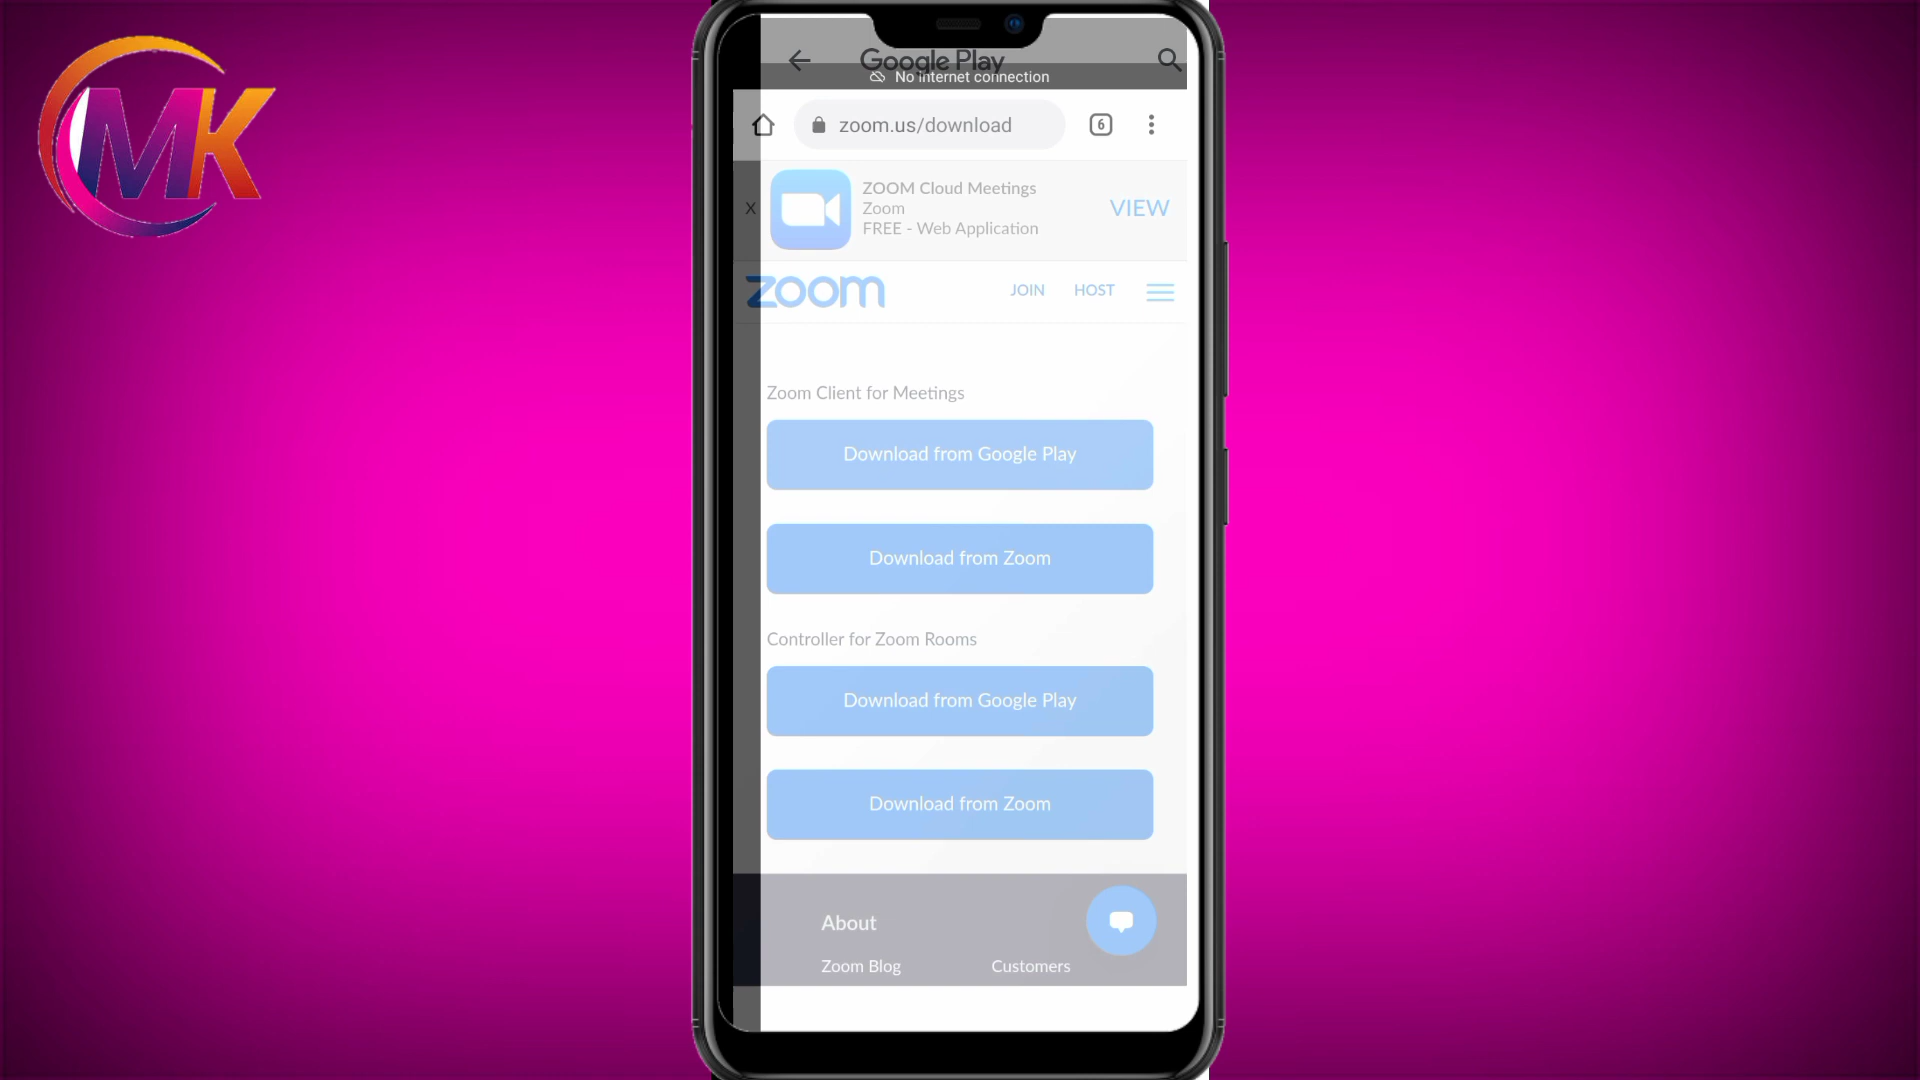 MK
Google Play
No internet connection
zoom.us/download
6
X
ZOOM Cloud Meetings
Zoom
FREE - Web Application
VIEW
zoom
JOIN
HOST
Zoom Client for Meetings
Download from Google Play
Download from Zoom
Controller for Zoom Rooms
Download from Google Play
Download from Zoom
About
Zoom Blog
Customers